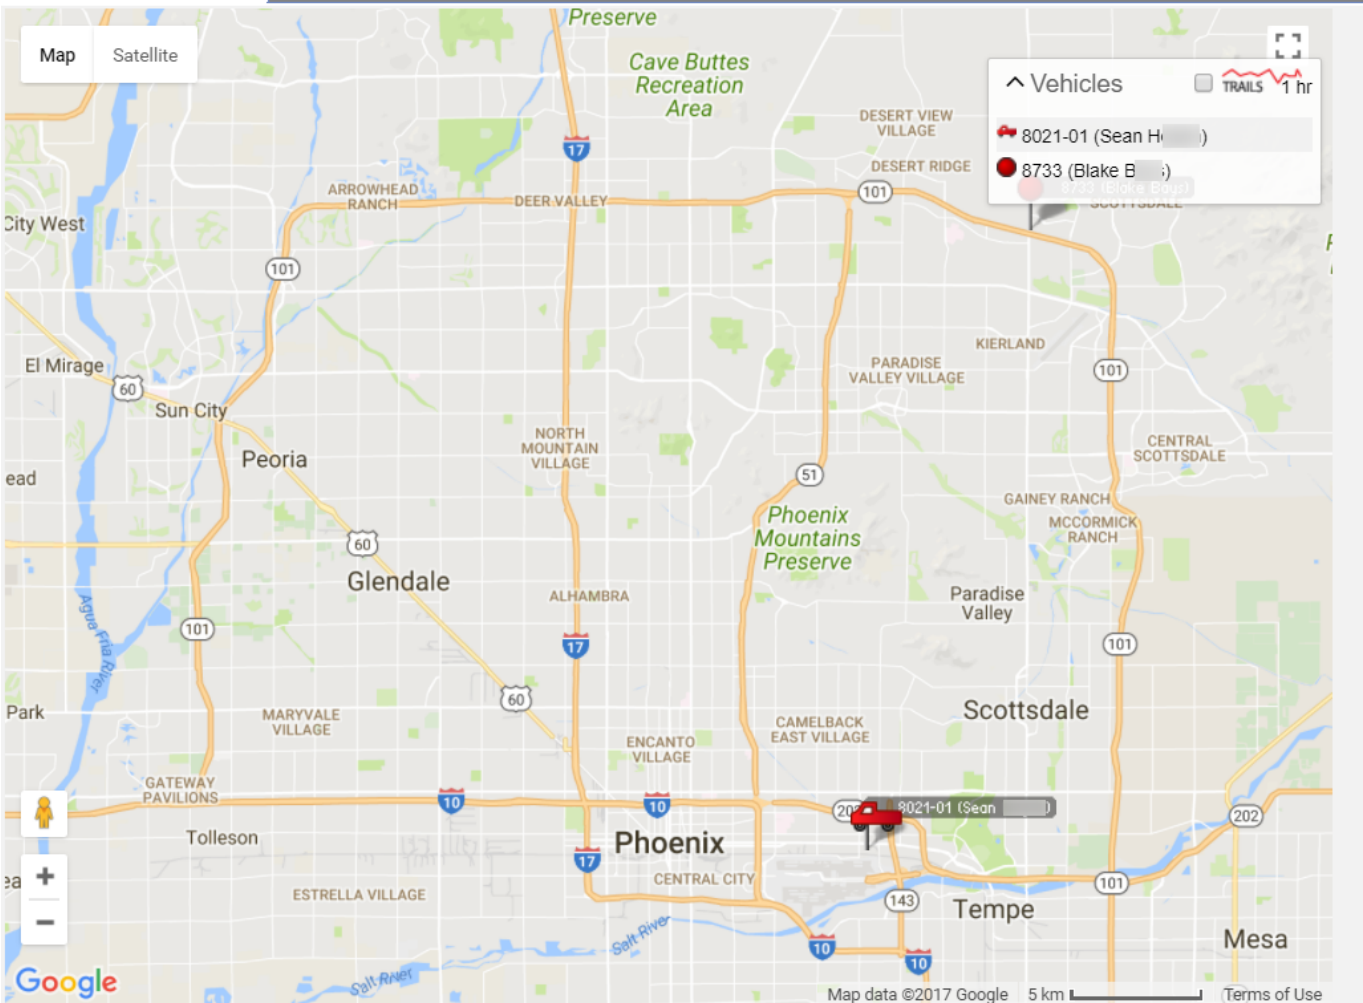 Preserve
Map Satellite
Cave Buttes
Recreation
Area
Vehicles TRAILS 1 hr
8021-01 (Sean H )
8733 (Blake B s)
8733 (Blake Bays)
SCOTTSDALE
DESERT VIEW
VILLAGE
DESERT RIDGE
17
101
ARROWHEAD
RANCH
DEER VALLEY
City West
101
KIERLAND
El Mirage
60
Sun City
PARADISE
VALLEY VILLAGE
101
NORTH
MOUNTAIN
VILLAGE
Peoria
CENTRAL
SCOTTSDALE
ead
51
GAINEY RANCH
MCCORMICK
RANCH
Phoenix
Mountains
Preserve
60
Glendale
ALHAMBRA
Paradise
Valley
Agua Fria River
101
17
101
60
Park
MARYVALE
VILLAGE
Scottsdale
ENCANTO
VILLAGE
CAMELBACK
EAST VILLAGE
GATEWAY
PAVILIONS
10
10
202
8021-01 (Sean )
202
Tolleson
Phoenix
17
CENTRAL CITY
101
ESTRELLA VILLAGE
143
Tempe
Salt River
10
10
Mesa
Salt River
Google
Map data ©2017 Google 5 km Terms of Use